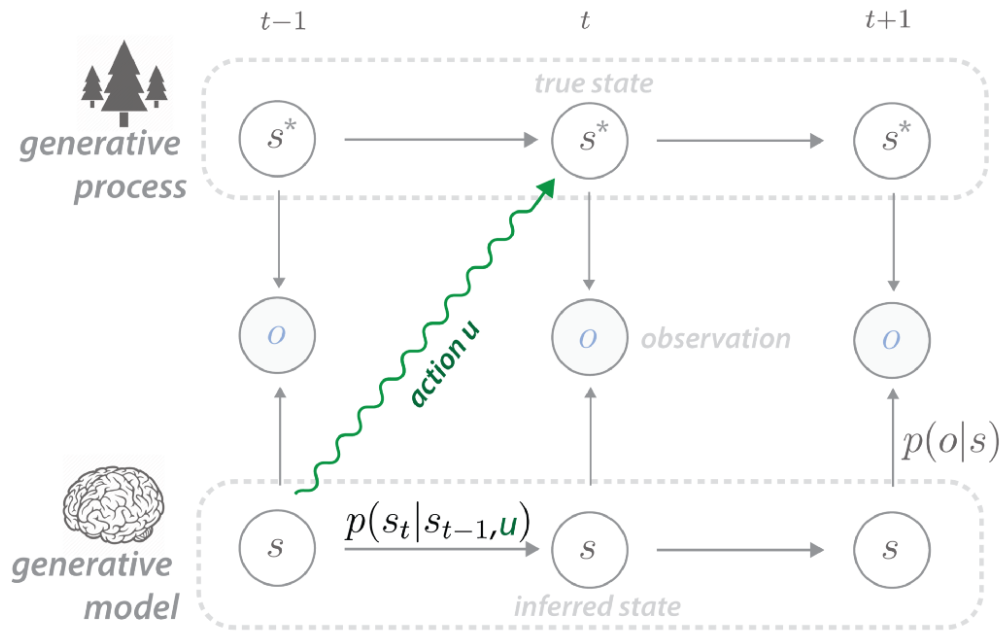 t−1 t t+1
true state
s* s* s*
generative
process
o o o
observation
action u
p(o|s)
p(s_t|s_{t−1},u)
s s s
generative
model
inferred state